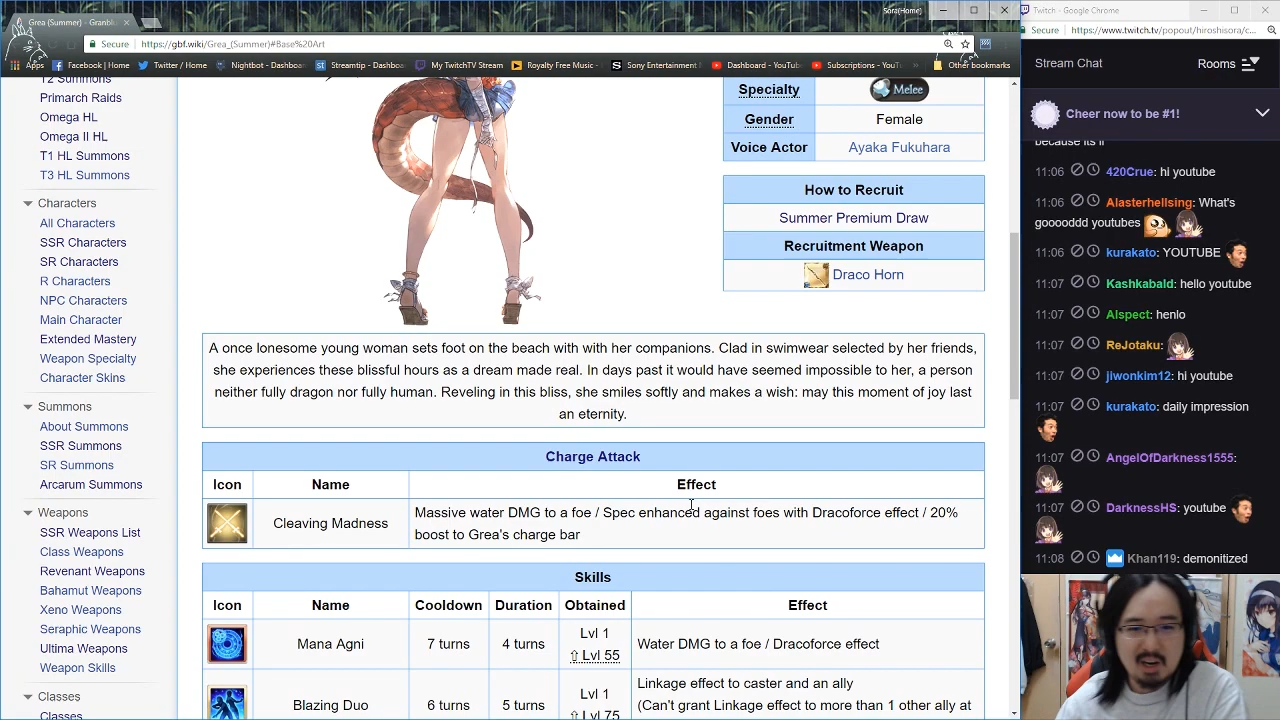 Grea (Summer) - Granblu
Sora(Home)
Twitch - Google Chrome
Secure
https://gbf.wiki/Grea_(Summer)#Base%20Art
Secure
https://www.twitch.tv/popout/hiroshisora/c...
Apps
Facebook | Home
Twitter / Home
Nightbot - Dashboa
Streamtip - Dashboa
My TwitchTV Stream
Royalty Free Music -
Sony Entertainment
Dashboard - YouTub
Subscriptions - YouT
Other bookmarks
T2 Summons
Primarch Raids
Omega HL
Omega II HL
T1 HL Summons
T3 HL Summons
Characters
All Characters
SSR Characters
SR Characters
R Characters
NPC Characters
Main Character
Extended Mastery
Weapon Specialty
Character Skins
Summons
About Summons
SSR Summons
SR Summons
Arcarum Summons
Weapons
SSR Weapons List
Class Weapons
Revenant Weapons
Bahamut Weapons
Xeno Weapons
Seraphic Weapons
Ultima Weapons
Weapon Skills
Classes
Classes
Specialty Melee
Gender Female
Voice Actor Ayaka Fukuhara
How to Recruit
Summer Premium Draw
Recruitment Weapon
Draco Horn
A once lonesome young woman sets foot on the beach with with her companions. Clad in swimwear selected by her friends,
she experiences these blissful hours as a dream made real. In days past it would have seemed impossible to her, a person
neither fully dragon nor fully human. Reveling in this bliss, she smiles softly and makes a wish: may this moment of joy last
an eternity.
Charge Attack
Icon Name Effect
Cleaving Madness
Massive water DMG to a foe / Spec enhanced against foes with Dracoforce effect / 20%
boost to Grea's charge bar
Skills
Icon Name Cooldown Duration Obtained Effect
Mana Agni 7 turns 4 turns
Lvl 1
⇧ Lvl 55
Water DMG to a foe / Dracoforce effect
Blazing Duo 6 turns 5 turns
Lvl 1
⇧ Lvl 75
Linkage effect to caster and an ally
(Can't grant Linkage effect to more than 1 other ally at
Stream Chat
Rooms
Cheer now to be #1!
11:06 420Crue: hi youtube
11:06 Alasterhellsing: What's
gooooddd youtubes
11:06 kurakato: YOUTUBE
11:07 Kashkabald: hello youtube
11:07 Alspect: henlo
11:07 ReJotaku:
11:07 jiwonkim12: hi youtube
11:07 kurakato: daily impression
11:07 AngelOfDarkness1555:
11:07 DarknessHS: youtube
11:08 Khan119: demonitized